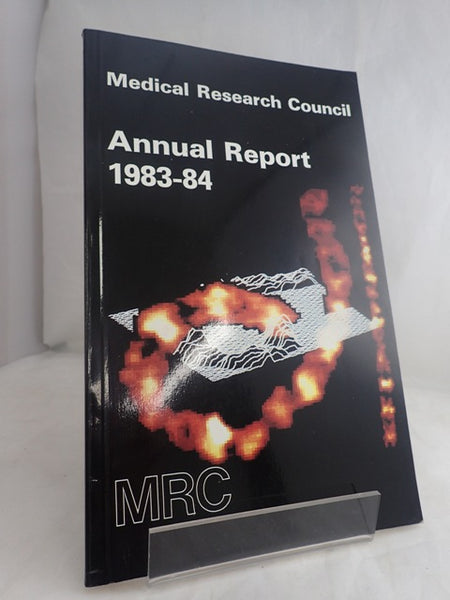 Medical Research Council
Annual Report
1983-84
MRC